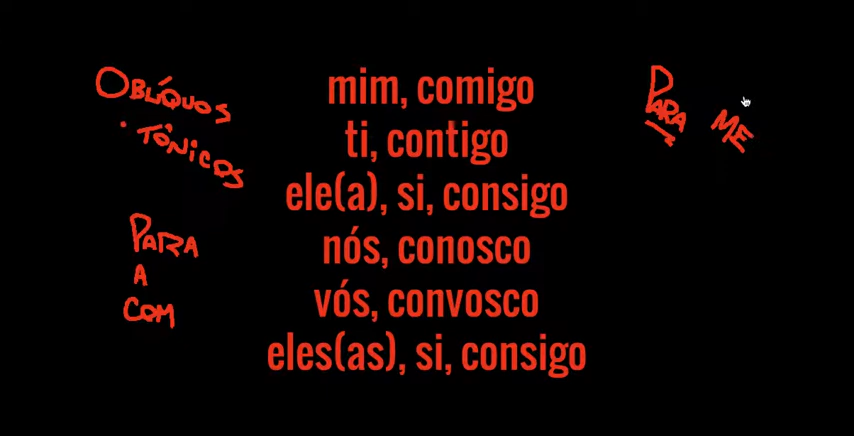 OBLÍQUOS
. TÔNICOS
PARA
A
COM
mim, comigo
ti, contigo
ele(a), si, consigo
nós, conosco
vós, convosco
eles(as), si, consigo
PARA ME